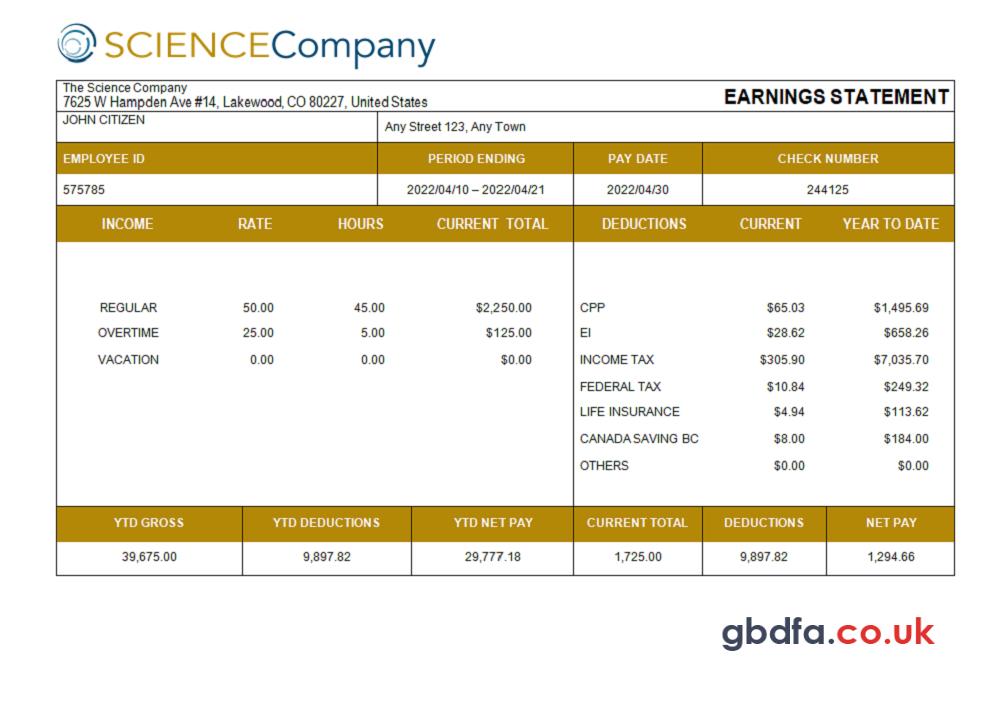 SCIENCECompany
The Science Company
7625 W Hampden Ave #14, Lakewood, CO 80227, United States
EARNINGS STATEMENT
JOHN CITIZEN
Any Street 123, Any Town
EMPLOYEE ID PERIOD ENDING PAY DATE CHECK NUMBER
575785 2022/04/10 – 2022/04/21 2022/04/30 244125
INCOME RATE HOURS CURRENT TOTAL DEDUCTIONS CURRENT YEAR TO DATE
REGULAR 50.00 45.00 $2,250.00 CPP $65.03 $1,495.69
OVERTIME 25.00 5.00 $125.00 EI $28.62 $658.26
VACATION 0.00 0.00 $0.00 INCOME TAX $305.90 $7,035.70
FEDERAL TAX $10.84 $249.32
LIFE INSURANCE $4.94 $113.62
CANADA SAVING BC $8.00 $184.00
OTHERS $0.00 $0.00
YTD GROSS YTD DEDUCTIONS YTD NET PAY CURRENT TOTAL DEDUCTIONS NET PAY
39,675.00 9,897.82 29,777.18 1,725.00 9,897.82 1,294.66
gbdfa.co.uk